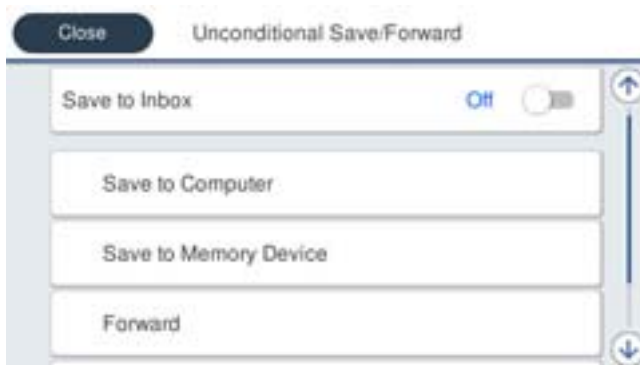 Close Unconditional Save/Forward
Save to Inbox Off
Save to Computer
Save to Memory Device
Forward